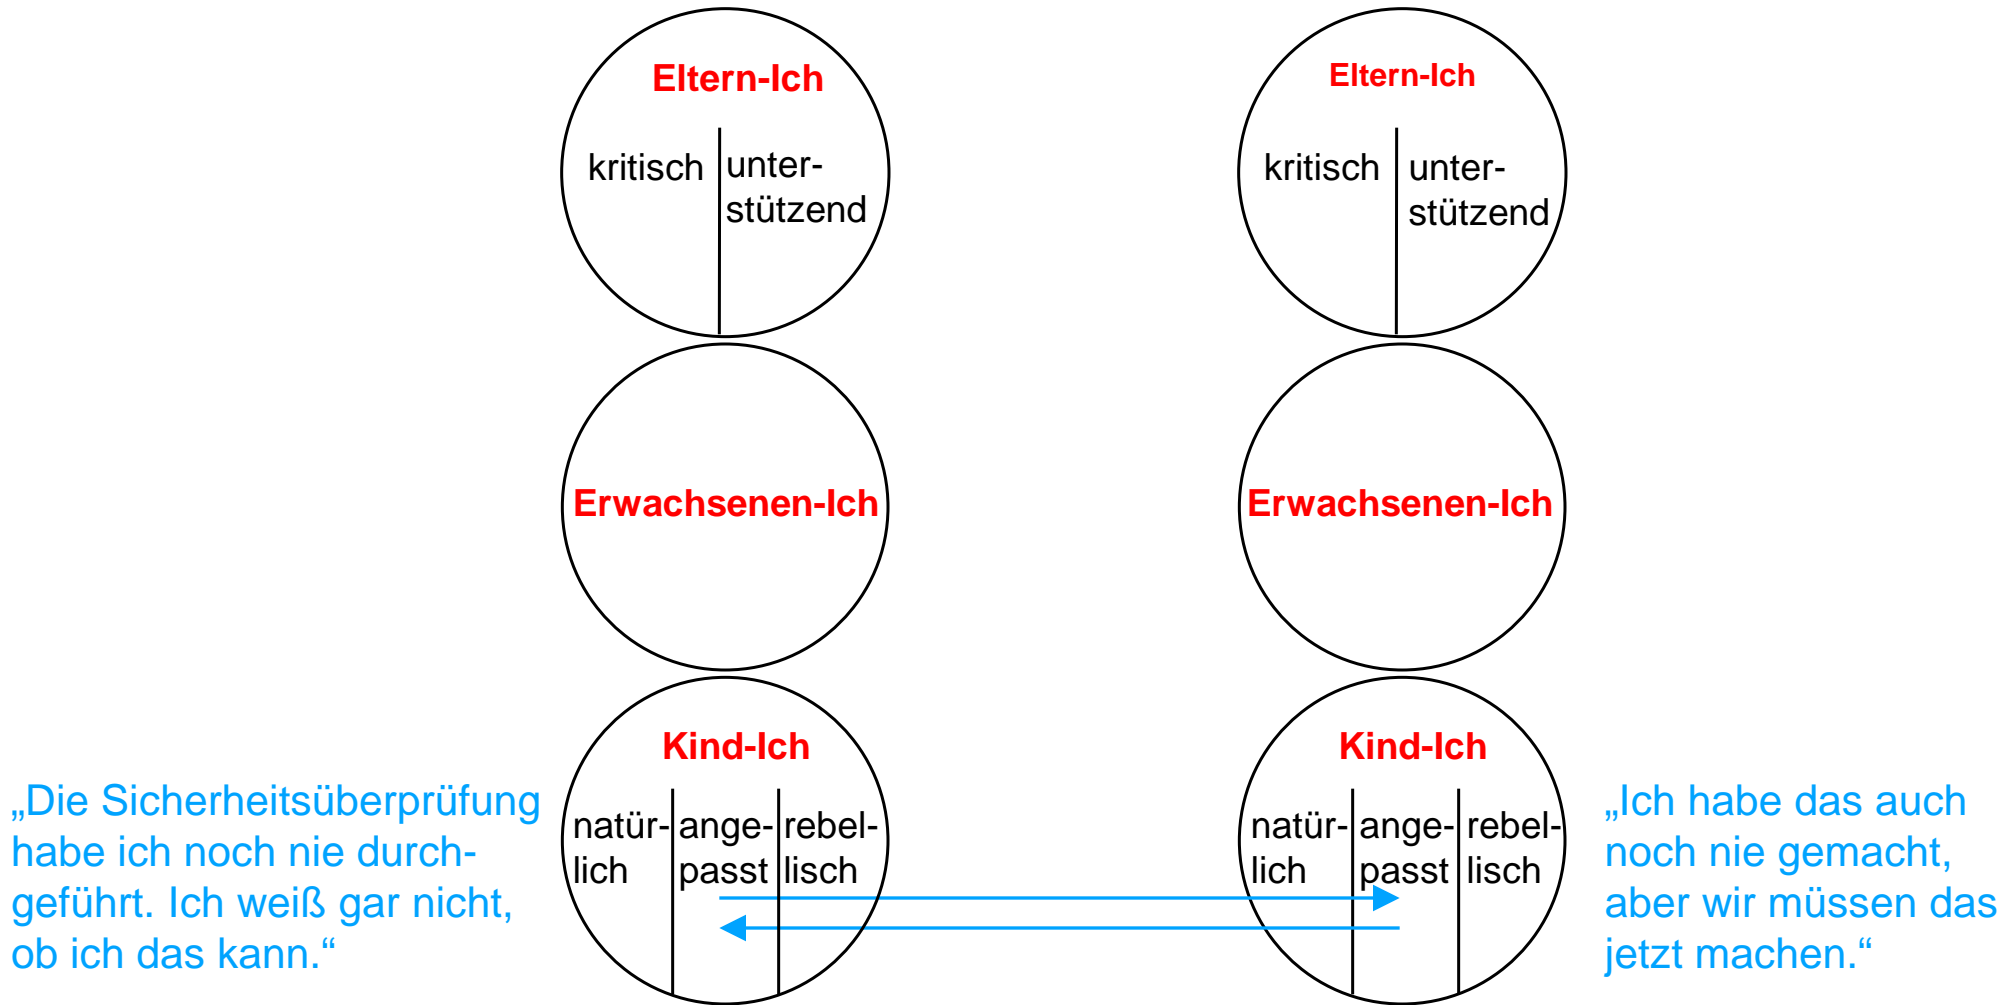 Eltern-Ich
kritisch
unter-
stützend
Eltern-Ich
kritisch
unter-
stützend
Erwachsenen-Ich
Erwachsenen-Ich
„Die Sicherheitsüberprüfung
habe ich noch nie durch-
geführt. Ich weiß gar nicht,
ob ich das kann.“
Kind-Ich
natür-
lich
ange-
passt
rebel-
lisch
Kind-Ich
natür-
lich
ange-
passt
rebel-
lisch
„Ich habe das auch
noch nie gemacht,
aber wir müssen das
jetzt machen.“